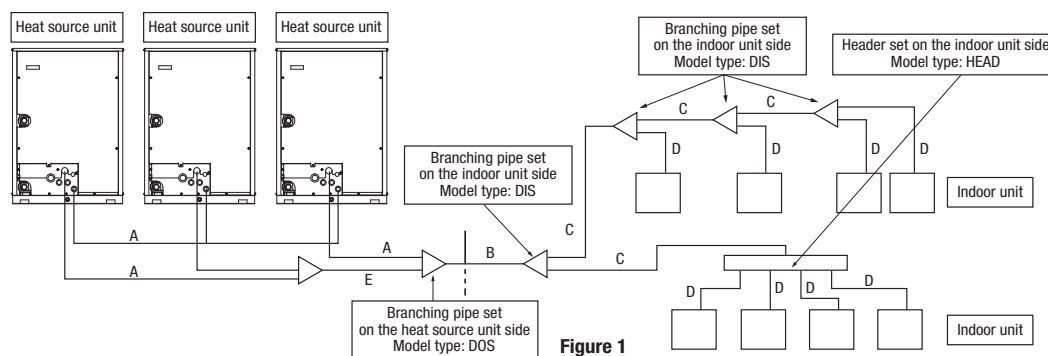 Heat source unit
Heat source unit
Heat source unit
Branching pipe set
on the indoor unit side
Model type: DIS
Header set on the indoor unit side
Model type: HEAD
C
C
D
D
D
D
Indoor unit
Branching pipe set
on the indoor unit side
Model type: DIS
C
A
A
B
C
A
E
D
D
D
D
Branching pipe set
on the heat source unit side
Model type: DOS
Figure 1
Indoor unit